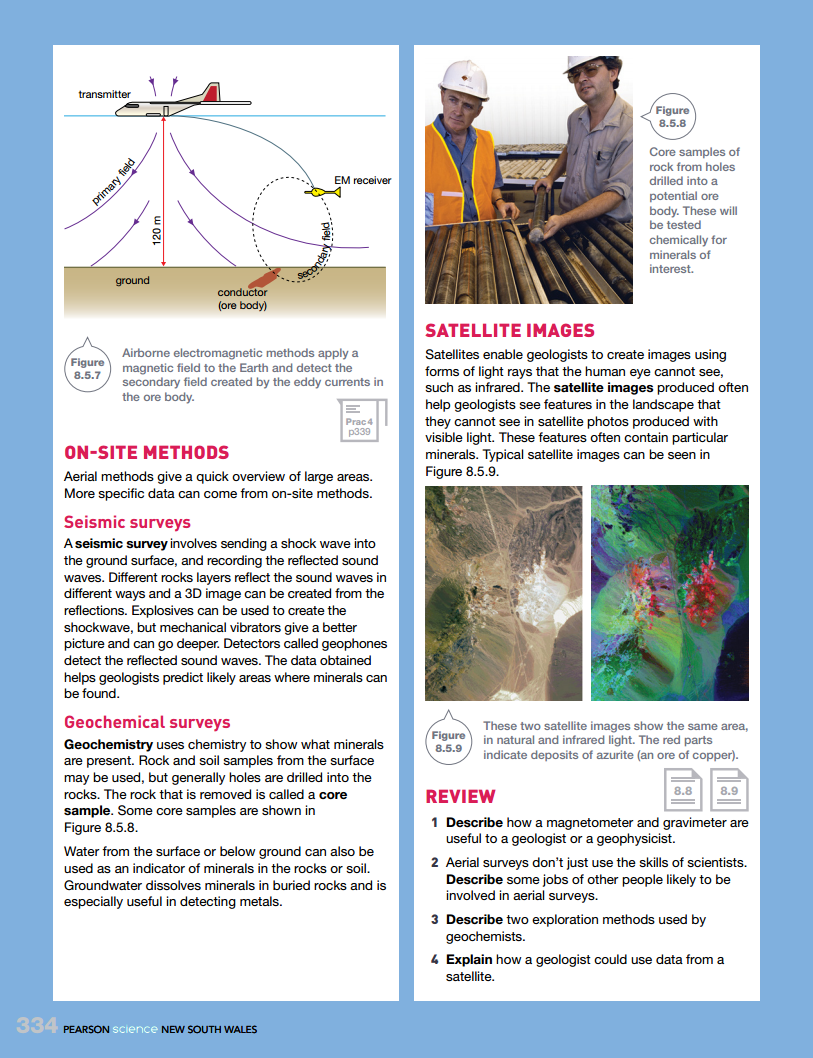 transmitter
primary field
EM receiver
120 m
secondary field
ground
conductor
(ore body)
Figure
8.5.7
Airborne electromagnetic methods apply a
magnetic field to the Earth and detect the
secondary field created by the eddy currents in
the ore body.
Prac 4
p339
ON-SITE METHODS
Aerial methods give a quick overview of large areas.
More specific data can come from on-site methods.
Seismic surveys
A seismic survey involves sending a shock wave into
the ground surface, and recording the reflected sound
waves. Different rocks layers reflect the sound waves in
different ways and a 3D image can be created from the
reflections. Explosives can be used to create the
shockwave, but mechanical vibrators give a better
picture and can go deeper. Detectors called geophones
detect the reflected sound waves. The data obtained
helps geologists predict likely areas where minerals can
be found.
Geochemical surveys
Geochemistry uses chemistry to show what minerals
are present. Rock and soil samples from the surface
may be used, but generally holes are drilled into the
rocks. The rock that is removed is called a core
sample. Some core samples are shown in
Figure 8.5.8.
Water from the surface or below ground can also be
used as an indicator of minerals in the rocks or soil.
Groundwater dissolves minerals in buried rocks and is
especially useful in detecting metals.
Figure
8.5.8
Core samples of
rock from holes
drilled into a
potential ore
body. These will
be tested
chemically for
minerals of
interest.
SATELLITE IMAGES
Satellites enable geologists to create images using
forms of light rays that the human eye cannot see,
such as infrared. The satellite images produced often
help geologists see features in the landscape that
they cannot see in satellite photos produced with
visible light. These features often contain particular
minerals. Typical satellite images can be seen in
Figure 8.5.9.
Figure
8.5.9
These two satellite images show the same area,
in natural and infrared light. The red parts
indicate deposits of azurite (an ore of copper).
8.8
8.9
REVIEW
1 Describe how a magnetometer and gravimeter are
useful to a geologist or a geophysicist.
2 Aerial surveys don't just use the skills of scientists.
Describe some jobs of other people likely to be
involved in aerial surveys.
3 Describe two exploration methods used by
geochemists.
4 Explain how a geologist could use data from a
satellite.
334 PEARSON science NEW SOUTH WALES